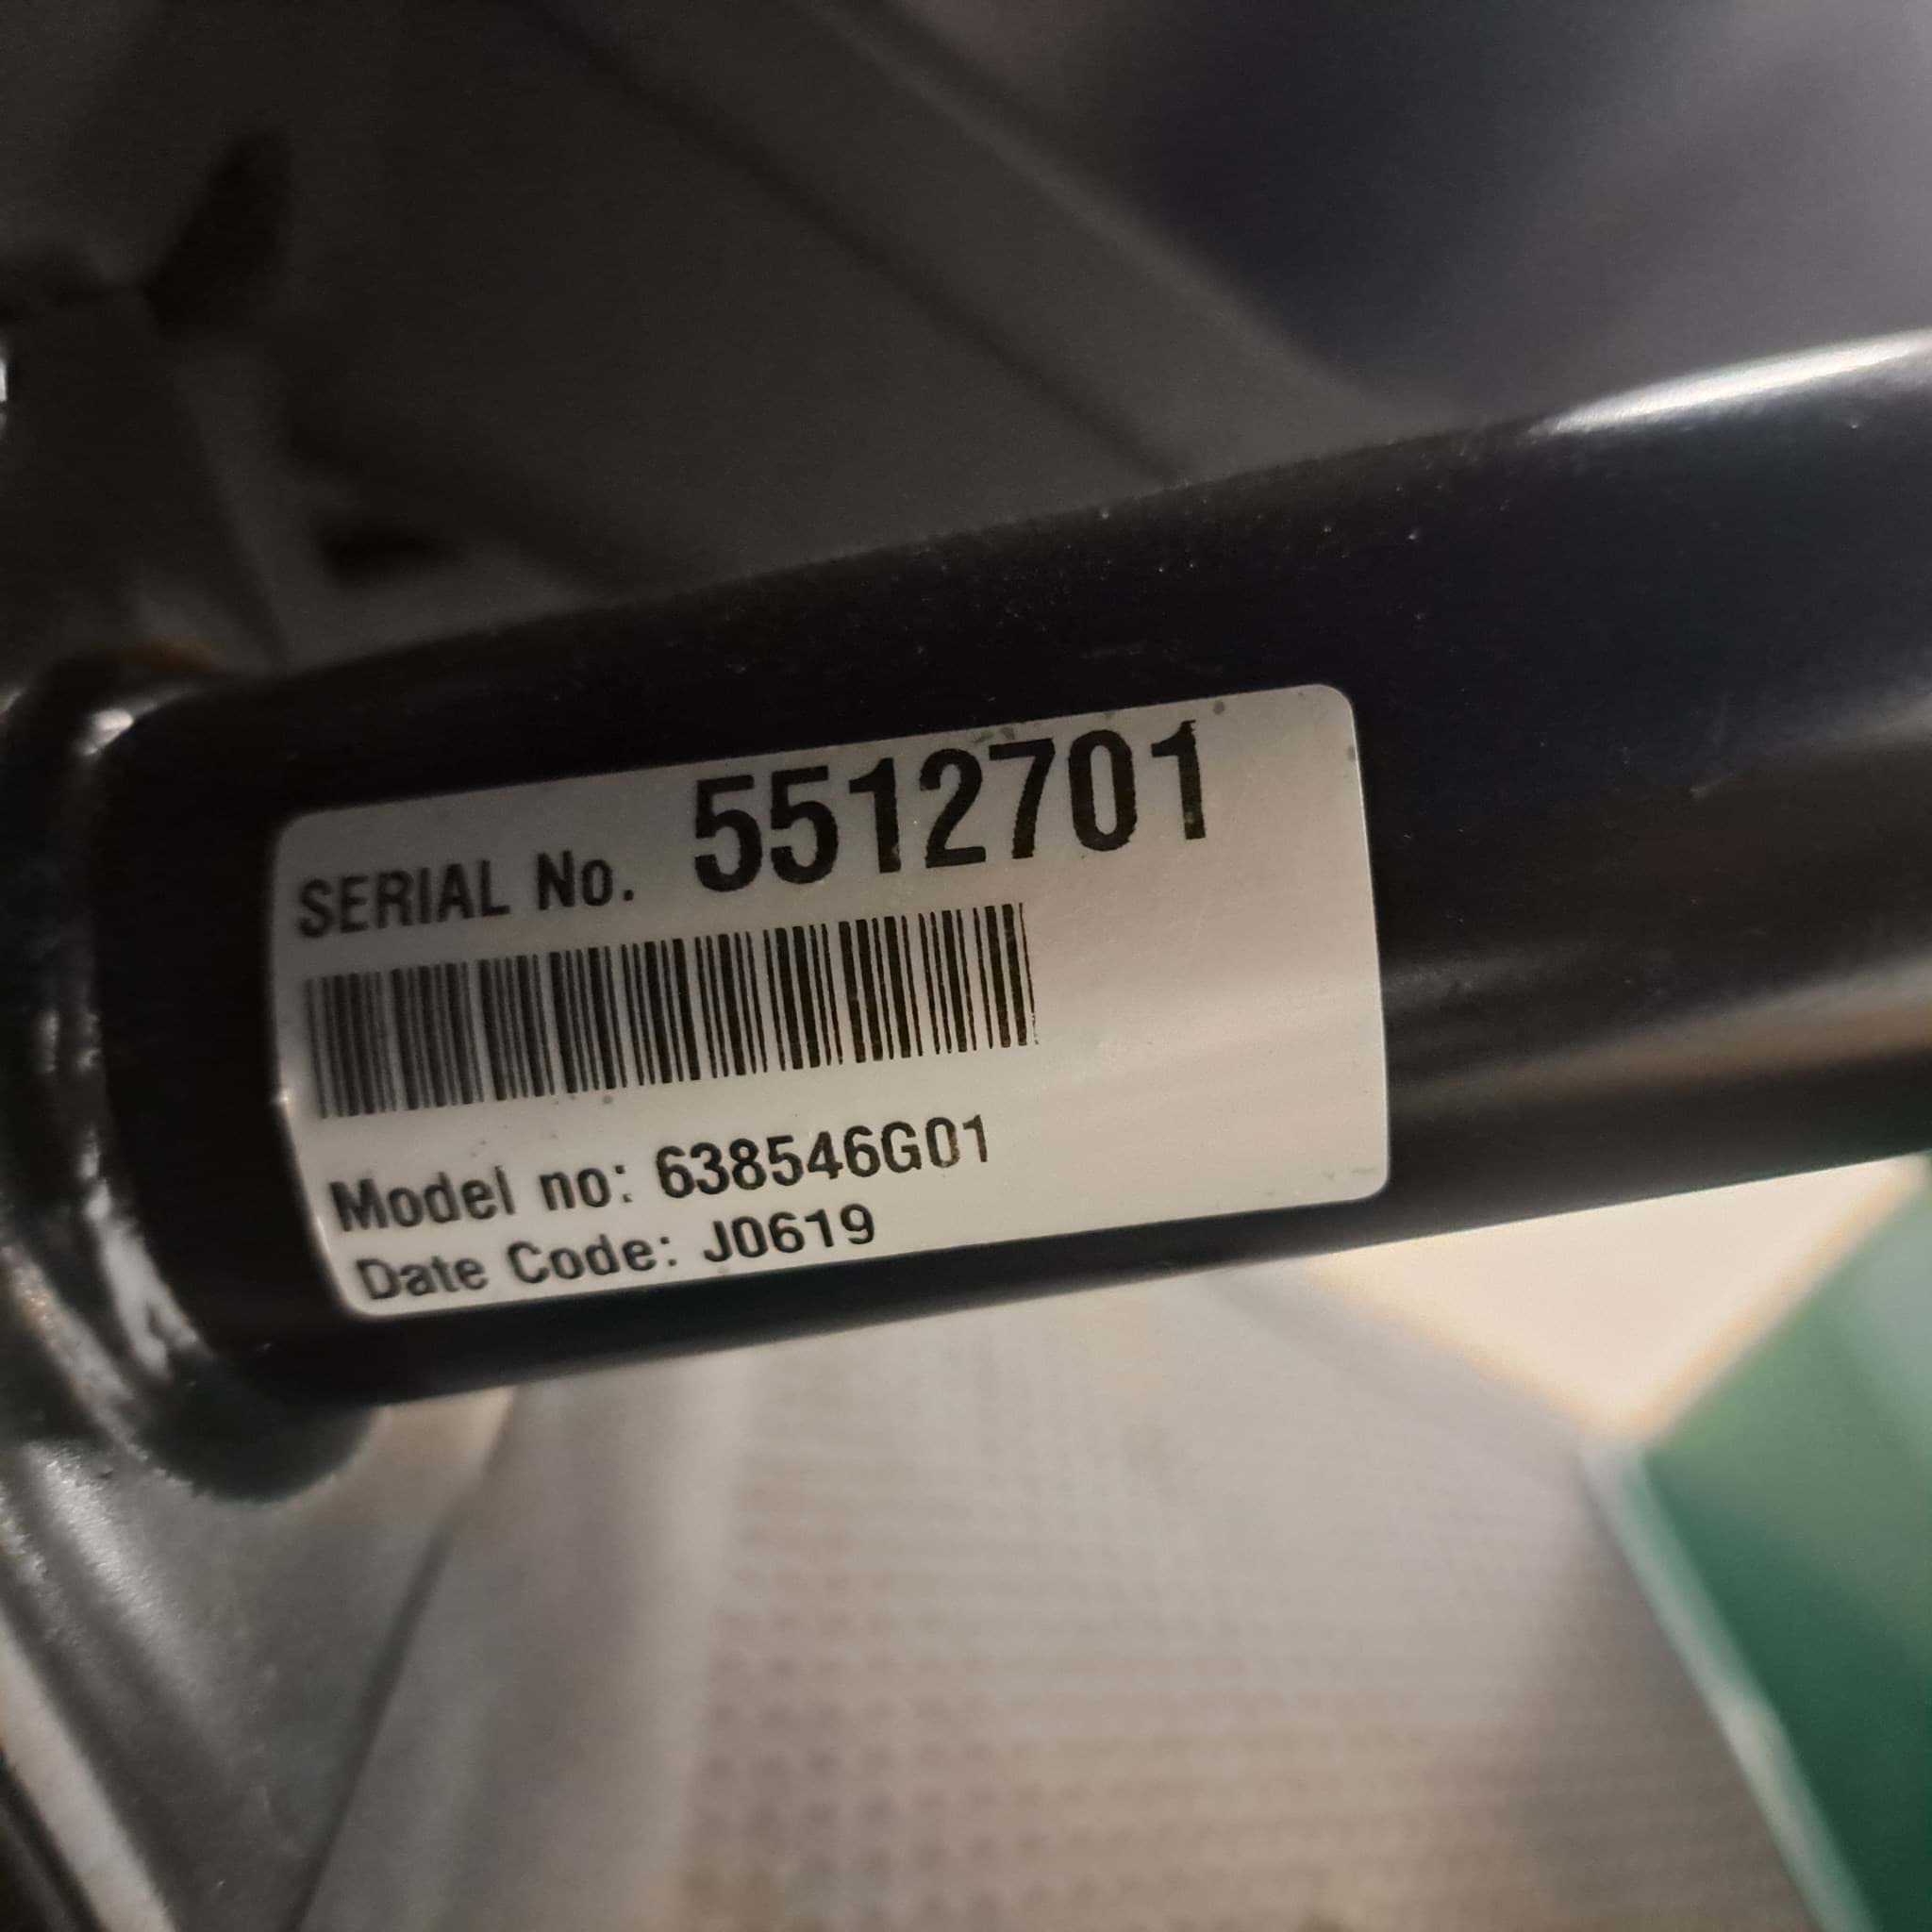 SERIAL No. 5512701
Model no: 638546G01
Date Code: J0619